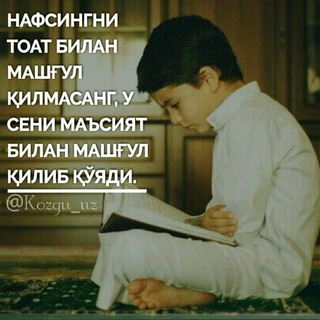 НАФСИНГНИ
ТОАТ БИЛАН
МАШҒУЛ
ҚИЛМАСАНГ, У
СЕНИ МАЪСИЯТ
БИЛАН МАШҒУЛ
ҚИЛИБ ҚЎЯДИ.
@Kozgu_uz